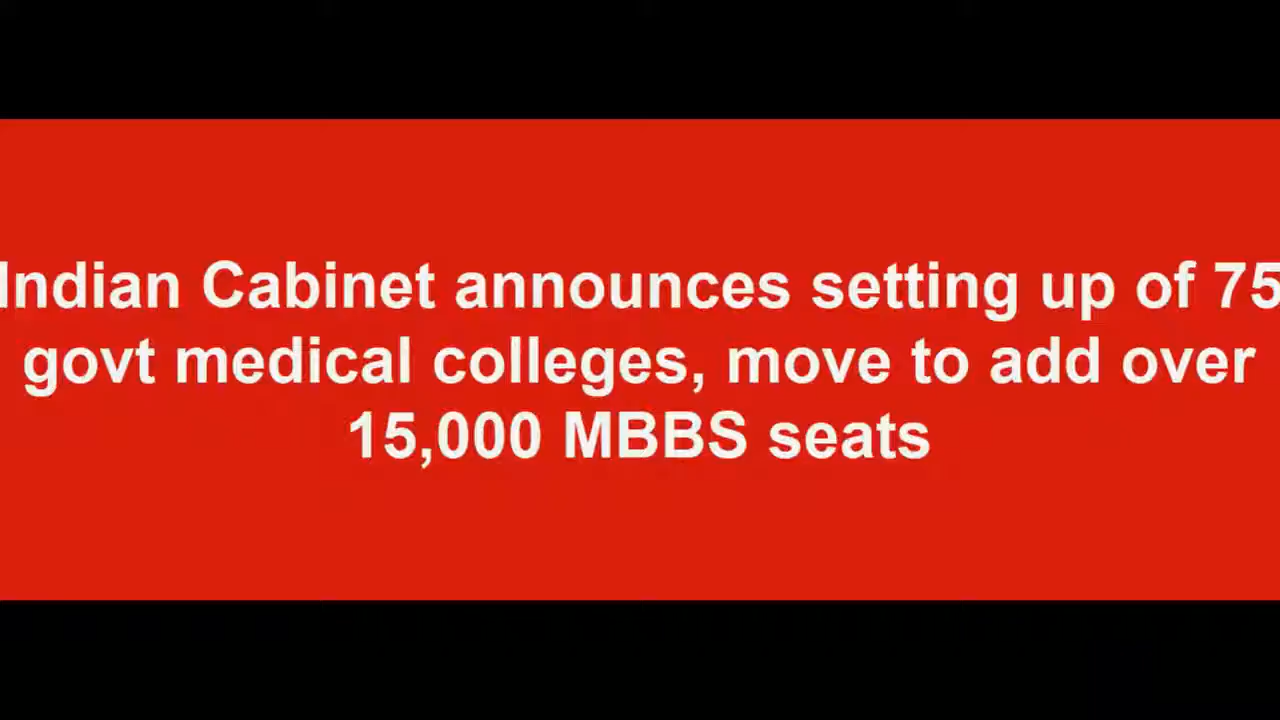 Indian Cabinet announces setting up of 75
govt medical colleges, move to add over
15,000 MBBS seats